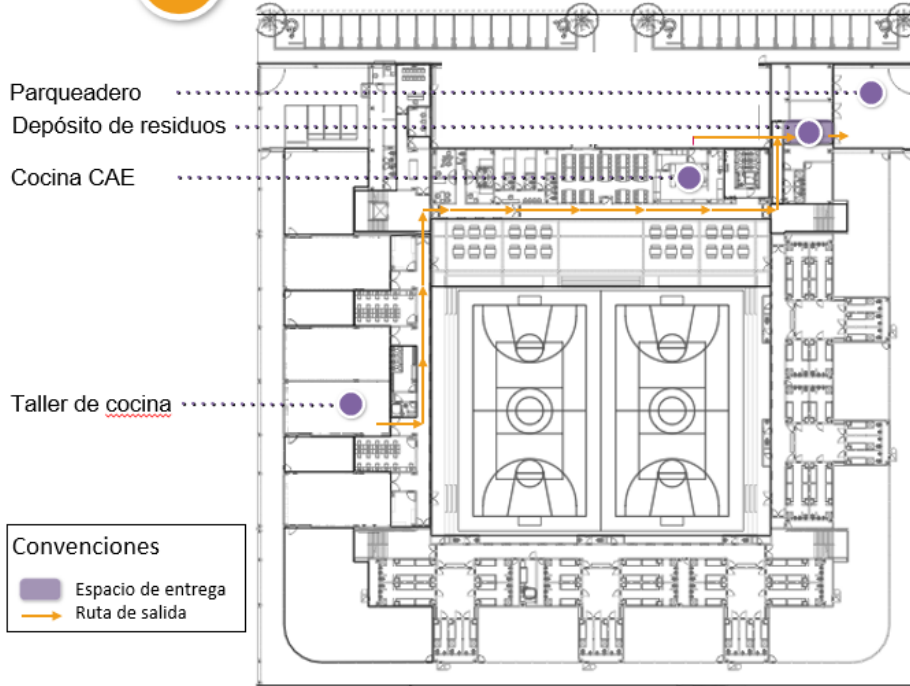 Parqueadero
Depósito de residuos
Cocina CAE
Taller de cocina
Convenciones
Espacio de entrega
Ruta de salida